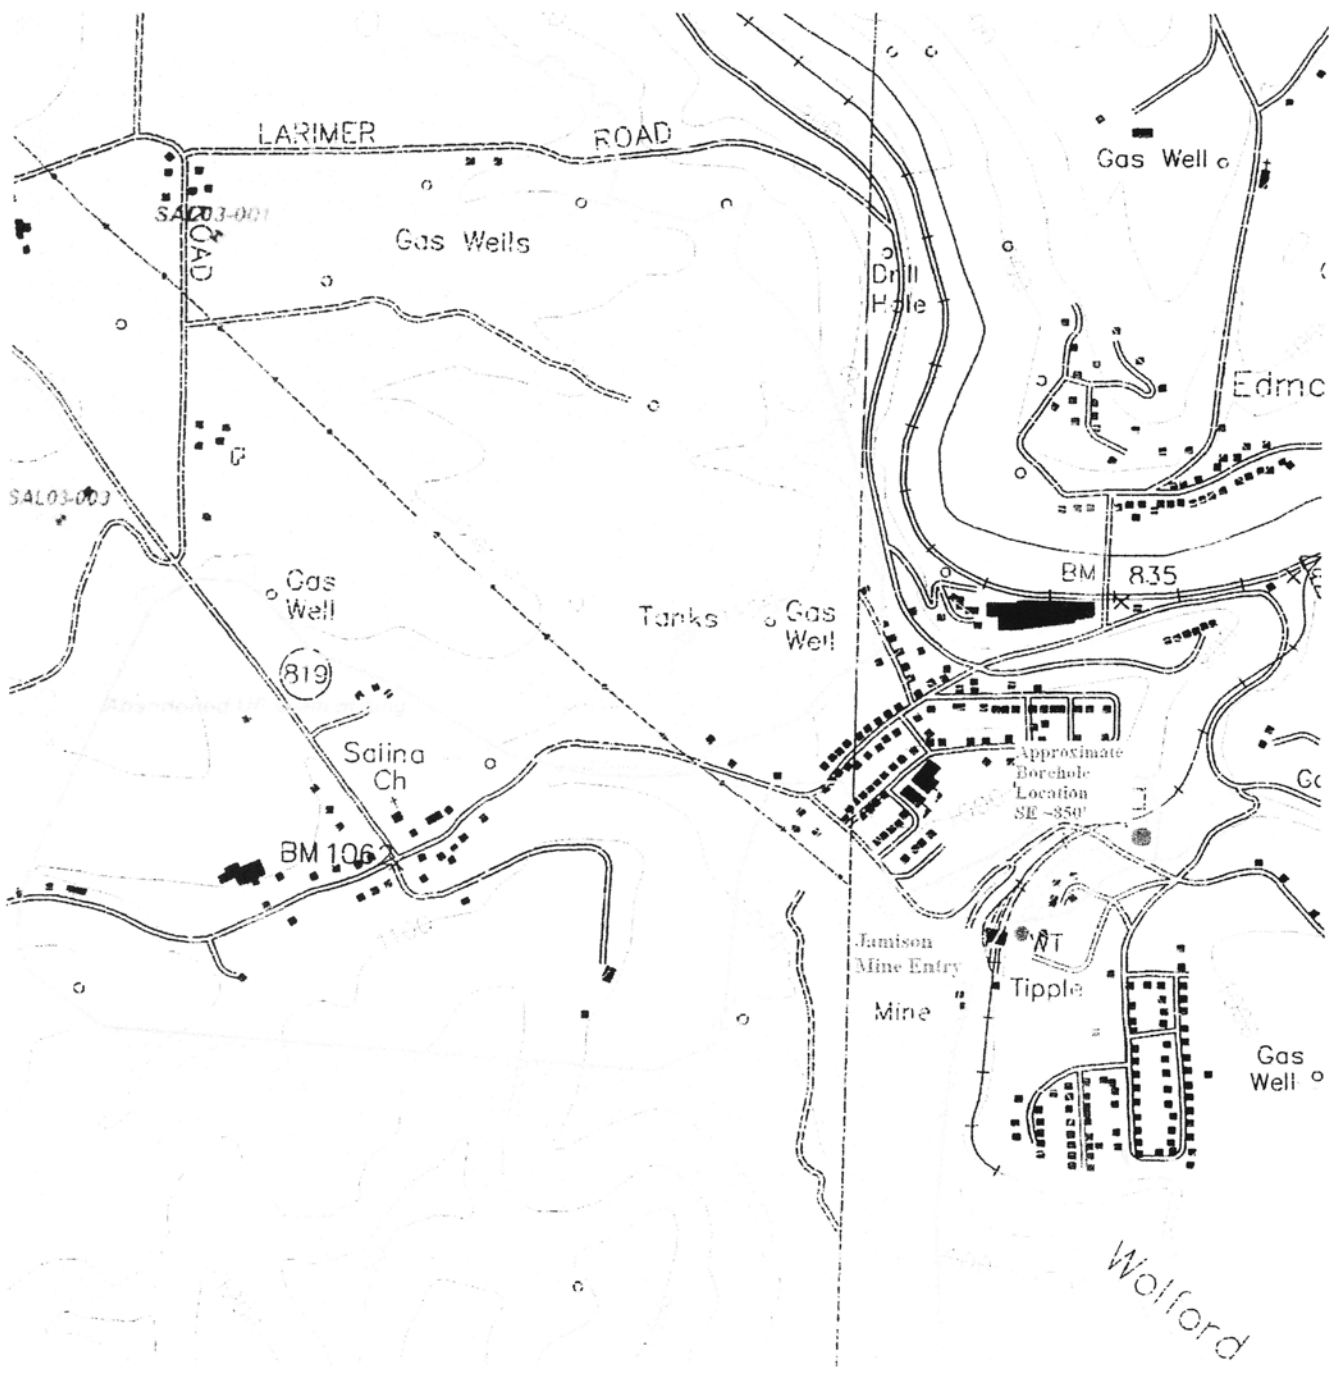 LARIMER ROAD
Gas Well
SAL03-001
ROAD
Gas Wells
Drill
Hole
SAL03-003
BM 835
Gas
Well
Tanks
Gas
Well
819
Salina
Ch
Approximate
Borehole
Location
SE ~850'
BM 1062
1100
Jamison
Mine Entry
WT
Tipple
Mine
Gas
Well
Wolford